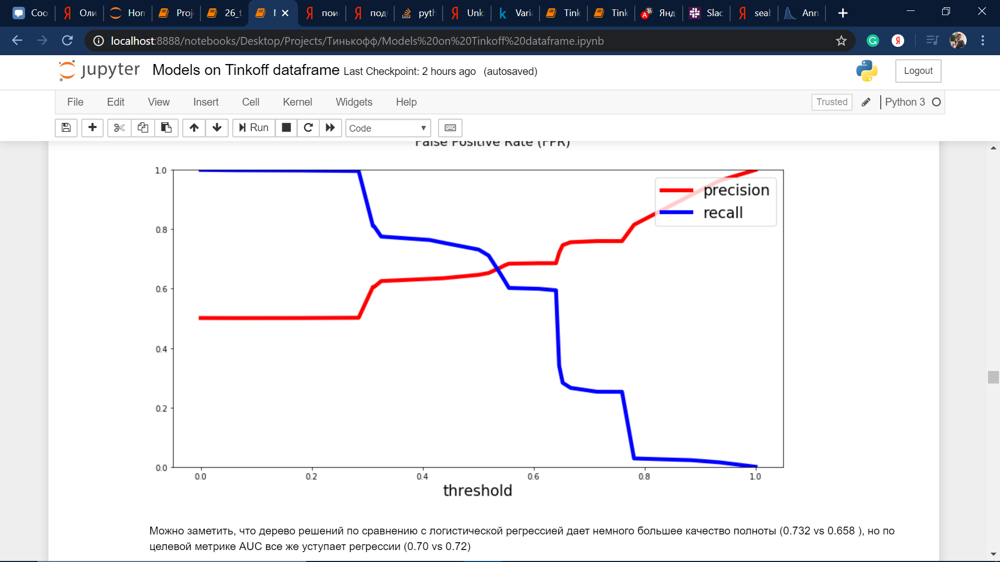 Coo
Оли
Hom
Proj
26_t
поис
под
pyth
Unk
Varia
Tink
Tink
Янд
Slac
seab
Ann
localhost:8888/notebooks/Desktop/Projects/Тинькофф/Models%20on%20Tinkoff%20dataframe.ipynb
jupyter Models on Tinkoff dataframe Last Checkpoint: 2 hours ago (autosaved)
Logout
File Edit View Insert Cell Kernel Widgets Help
Trusted
Python 3
Run
Code
False Positive Rate (FPR)
1.0
0.8
0.6
0.4
0.2
0.0
precision
recall
0.0 0.2 0.4 0.6 0.8 1.0
threshold
Можно заметить, что дерево решений по сравнению с логистической регрессией дает немного большее качество полноты (0.732 vs 0.658 ), но по
целевой метрике AUC все же уступает регрессии (0.70 vs 0.72)